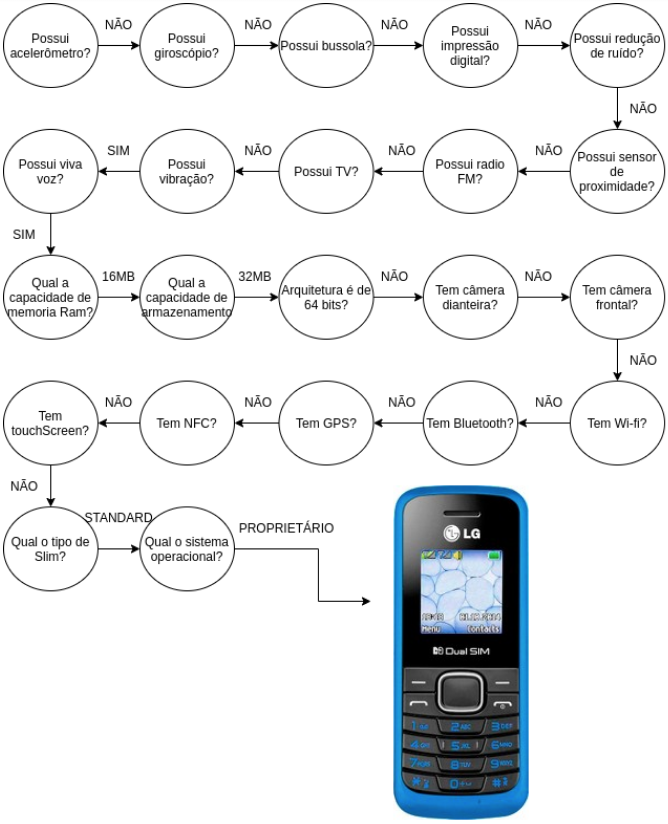 Possui
acelerômetro?
NÃO
Possui
giroscópio?
NÃO
Possui bussola?
NÃO
Possui
impressão
digital?
NÃO
Possui redução
de ruído?
NÃO
Possui sensor
de
proximidade?
NÃO
Possui radio
FM?
NÃO
Possui TV?
NÃO
Possui
vibração?
SIM
Possui viva
voz?
SIM
Qual a
capacidade de
memoria Ram?
16MB
Qual a
capacidade de
armazenamento
32MB
Arquitetura é de
64 bits?
NÃO
Tem câmera
dianteira?
NÃO
Tem câmera
frontal?
NÃO
Tem Wi-fi?
NÃO
Tem Bluetooth?
NÃO
Tem GPS?
NÃO
Tem NFC?
NÃO
Tem
touchScreen?
NÃO
Qual o tipo de
Slim?
STANDARD
Qual o sistema
operacional?
PROPRIETÁRIO
LG
Menu Contacts
Dual SIM
1 2ABC 3DEF
4 5JKL 6MNO
7 8TUV 9
0 #